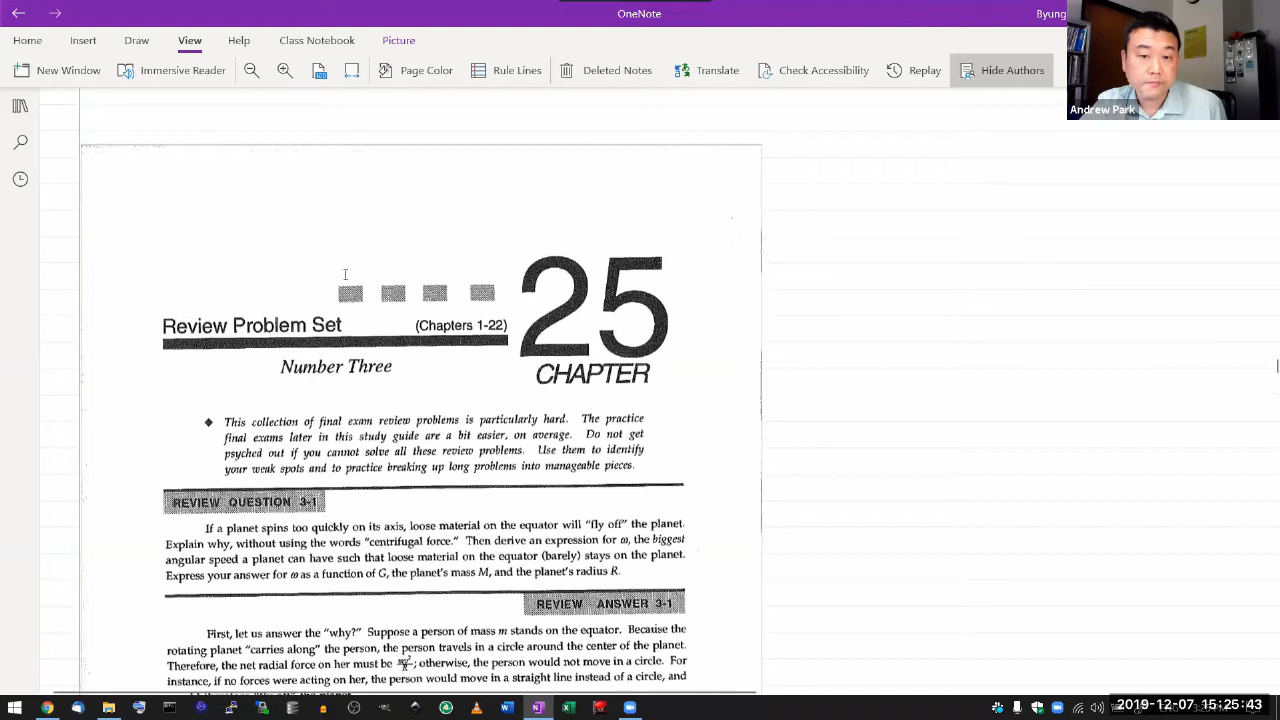 OneNote
Byung
Home Insert Draw View Help Class Notebook Picture
New Window Immersive Reader Page Color Rule Lines Deleted Notes Translate Check Accessibility Replay Hide Authors
Andrew Park
25
Review Problem Set (Chapters 1-22)
Number Three
CHAPTER
◆ This collection of final exam review problems is particularly hard. The practice
final exams later in this study guide are a bit easier, on average. Do not get
psyched out if you cannot solve all these review problems. Use them to identify
your weak spots and to practice breaking up long problems into manageable pieces.
REVIEW QUESTION 3-1
If a planet spins too quickly on its axis, loose material on the equator will "fly off" the planet.
Explain why, without using the words "centrifugal force." Then derive an expression for ω, the biggest
angular speed a planet can have such that loose material on the equator (barely) stays on the planet.
Express your answer for ω as a function of G, the planet's mass M, and the planet's radius R.
REVIEW ANSWER 3-1
First, let us answer the "why?" Suppose a person of mass m stands on the equator. Because the
rotating planet "carries along" the person, the person travels in a circle around the center of the planet.
Therefore, the net radial force on her must be mv²/R; otherwise, the person would not move in a circle. For
instance, if no forces were acting on her, the person would move in a straight line instead of a circle, and
2019-12-07 15:25:43